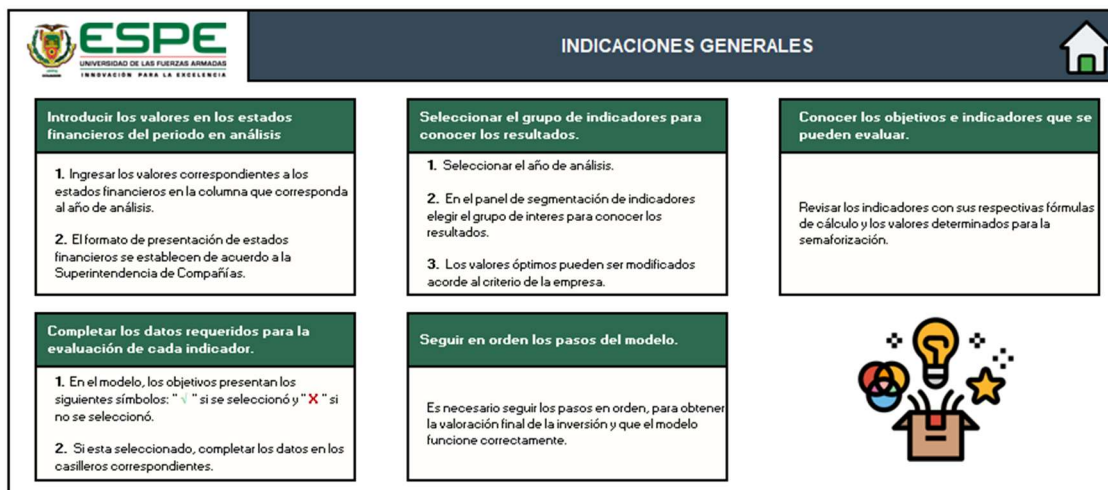 ESPE
UNIVERSIDAD DE LAS FUERZAS ARMADAS
INNOVACIÓN PARA LA EXCELENCIA
INDICACIONES GENERALES
Introducir los valores en los estados
financieros del periodo en análisis
1. Ingresar los valores correspondientes a los
estados financieros en la columna que corresponda
al año de análisis.
2. El formato de presentación de estados
financieros se establecen de acuerdo a la
Superintendencia de Compañías.
Seleccionar el grupo de indicadores para
conocer los resultados.
1. Seleccionar el año de análisis.
2. En el panel de segmentación de indicadores
elegir el grupo de interes para conocer los
resultados.
3. Los valores óptimos pueden ser modificados
acorde al criterio de la empresa.
Conocer los objetivos e indicadores que se
pueden evaluar.
Revisar los indicadores con sus respectivas fórmulas
de cálculo y los valores determinados para la
semaforización.
Completar los datos requeridos para la
evaluación de cada indicador.
1. En el modelo, los objetivos presentan los
siguientes símbolos: " √ " si se seleccionó y " X " si
no se seleccionó.
2. Si esta seleccionado, completar los datos en los
casilleros correspondientes.
Seguir en orden los pasos del modelo.
Es necesario seguir los pasos en orden, para obtener
la valoración final de la inversión y que el modelo
funcione correctamente.